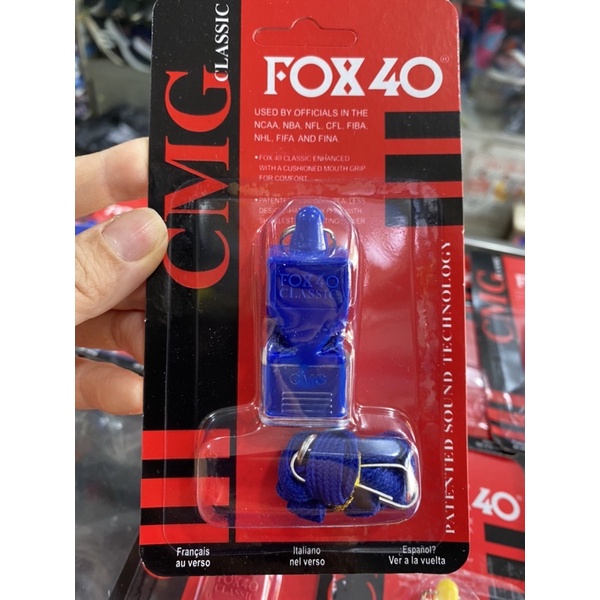 CMG
CLASSIC
FOX 40®
USED BY OFFICIALS IN THE
NCAA, NBA, NFL, CFL, FIBA,
NHL, FIFA AND FINA.
• FOX 40 CLASSIC ENHANCED
WITH A CUSHIONED MOUTH GRIP
FOR COMFORT
FOX 40
CLASSIC
CMG
PATENTED SOUND TECHNOLOGY
Français
au verso
Italiano
nel verso
Español?
Ver a la vuelta
CMG
40